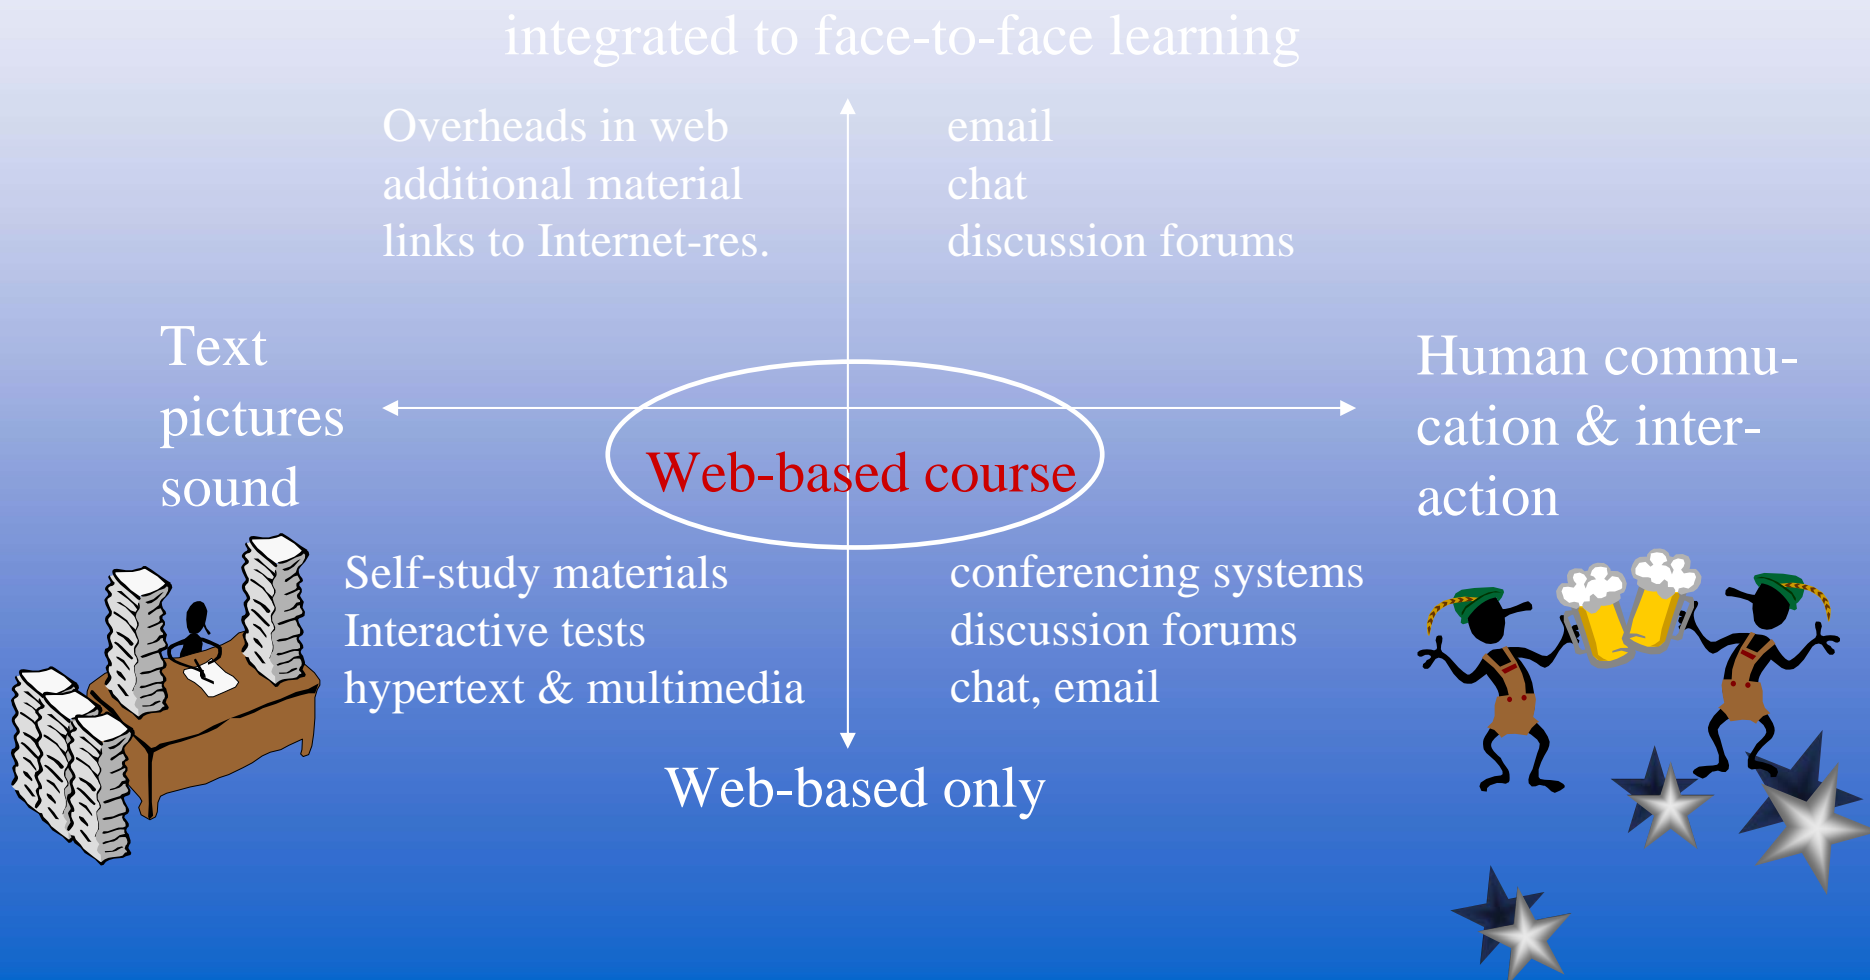 integrated to face-to-face learning
Overheads in web
additional material
links to Internet-res.
email
chat
discussion forums
Text
pictures
sound
Human commu-
cation & inter-
action
Web-based course
Self-study materials
Interactive tests
hypertext & multimedia
conferencing systems
discussion forums
chat, email
Web-based only